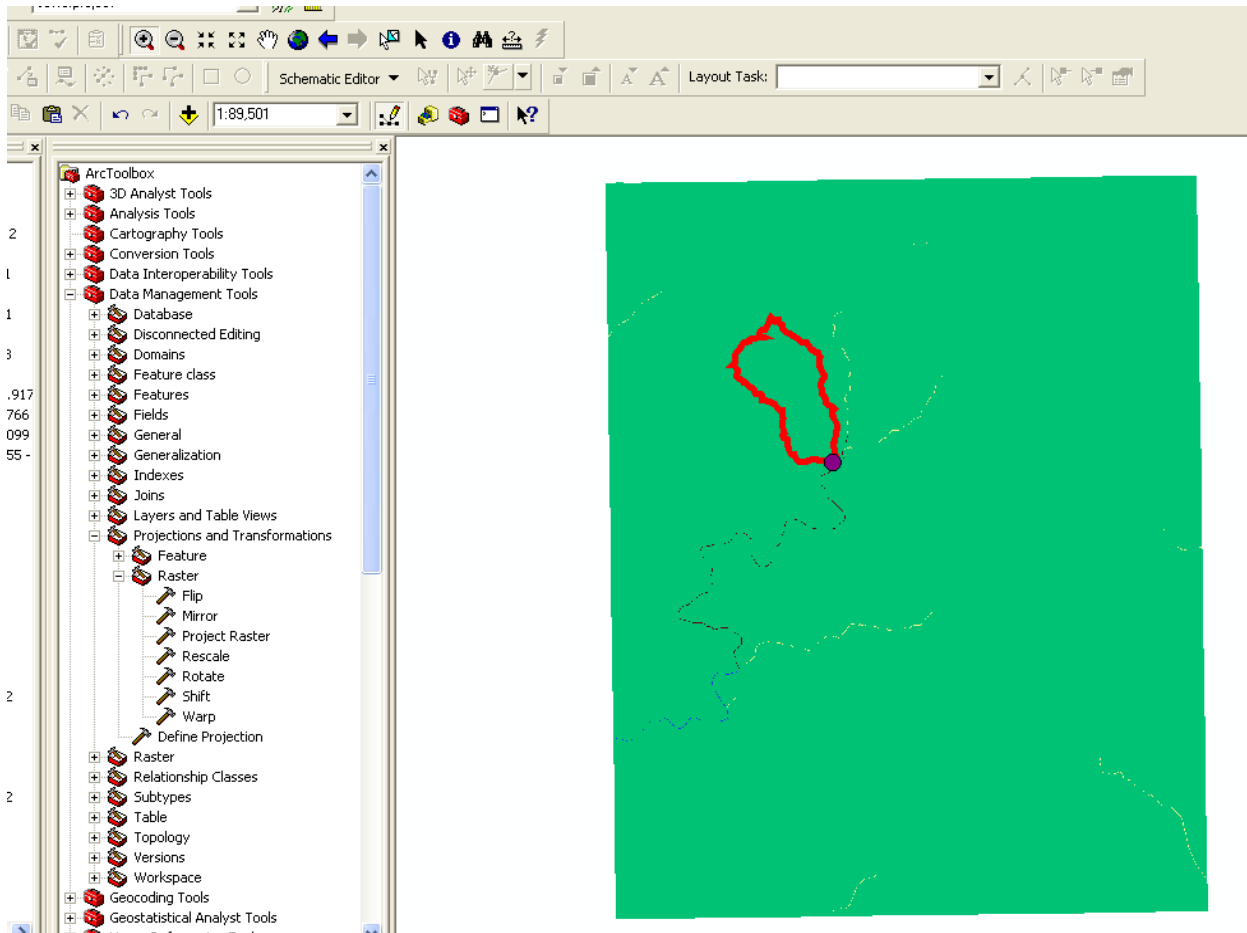 Schematic Editor
Layout Task:
1:89,501
ArcToolbox
3D Analyst Tools
Analysis Tools
2
Cartography Tools
Conversion Tools
1
Data Interoperability Tools
Data Management Tools
1
Database
Disconnected Editing
3
Domains
Feature class
.917
Features
766
Fields
099
General
55 -
Generalization
Indexes
Joins
Layers and Table Views
Projections and Transformations
Feature
Raster
Flip
Mirror
Project Raster
Rescale
Rotate
2
Shift
Warp
Define Projection
Raster
Relationship Classes
2
Subtypes
Table
Topology
Versions
Workspace
Geocoding Tools
Geostatistical Analyst Tools